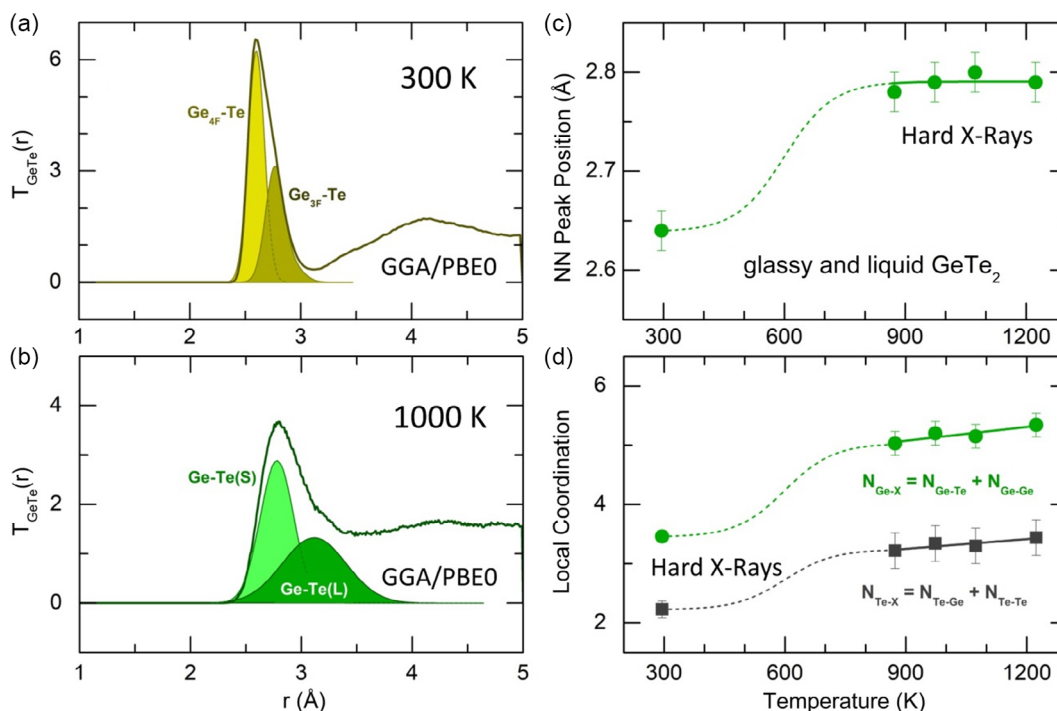 (a)
6
3
0
T_GeTe(r)
300 K
Ge_4F-Te
Ge_3F-Te
GGA/PBE0
1 2 3 4 5
(b)
6
4
2
0
T_GeTe(r)
1000 K
Ge-Te(S)
Ge-Te(L)
GGA/PBE0
1 2 3 4 5
r (Å)
(c)
2.8
2.7
2.6
NN Peak Position (Å)
Hard X-Rays
glassy and liquid GeTe₂
300 600 900 1200
(d)
6
4
2
Local Coordination
N_Ge-X = N_Ge-Te + N_Ge-Ge
Hard X-Rays
N_Te-X = N_Te-Ge + N_Te-Te
300 600 900 1200
Temperature (K)